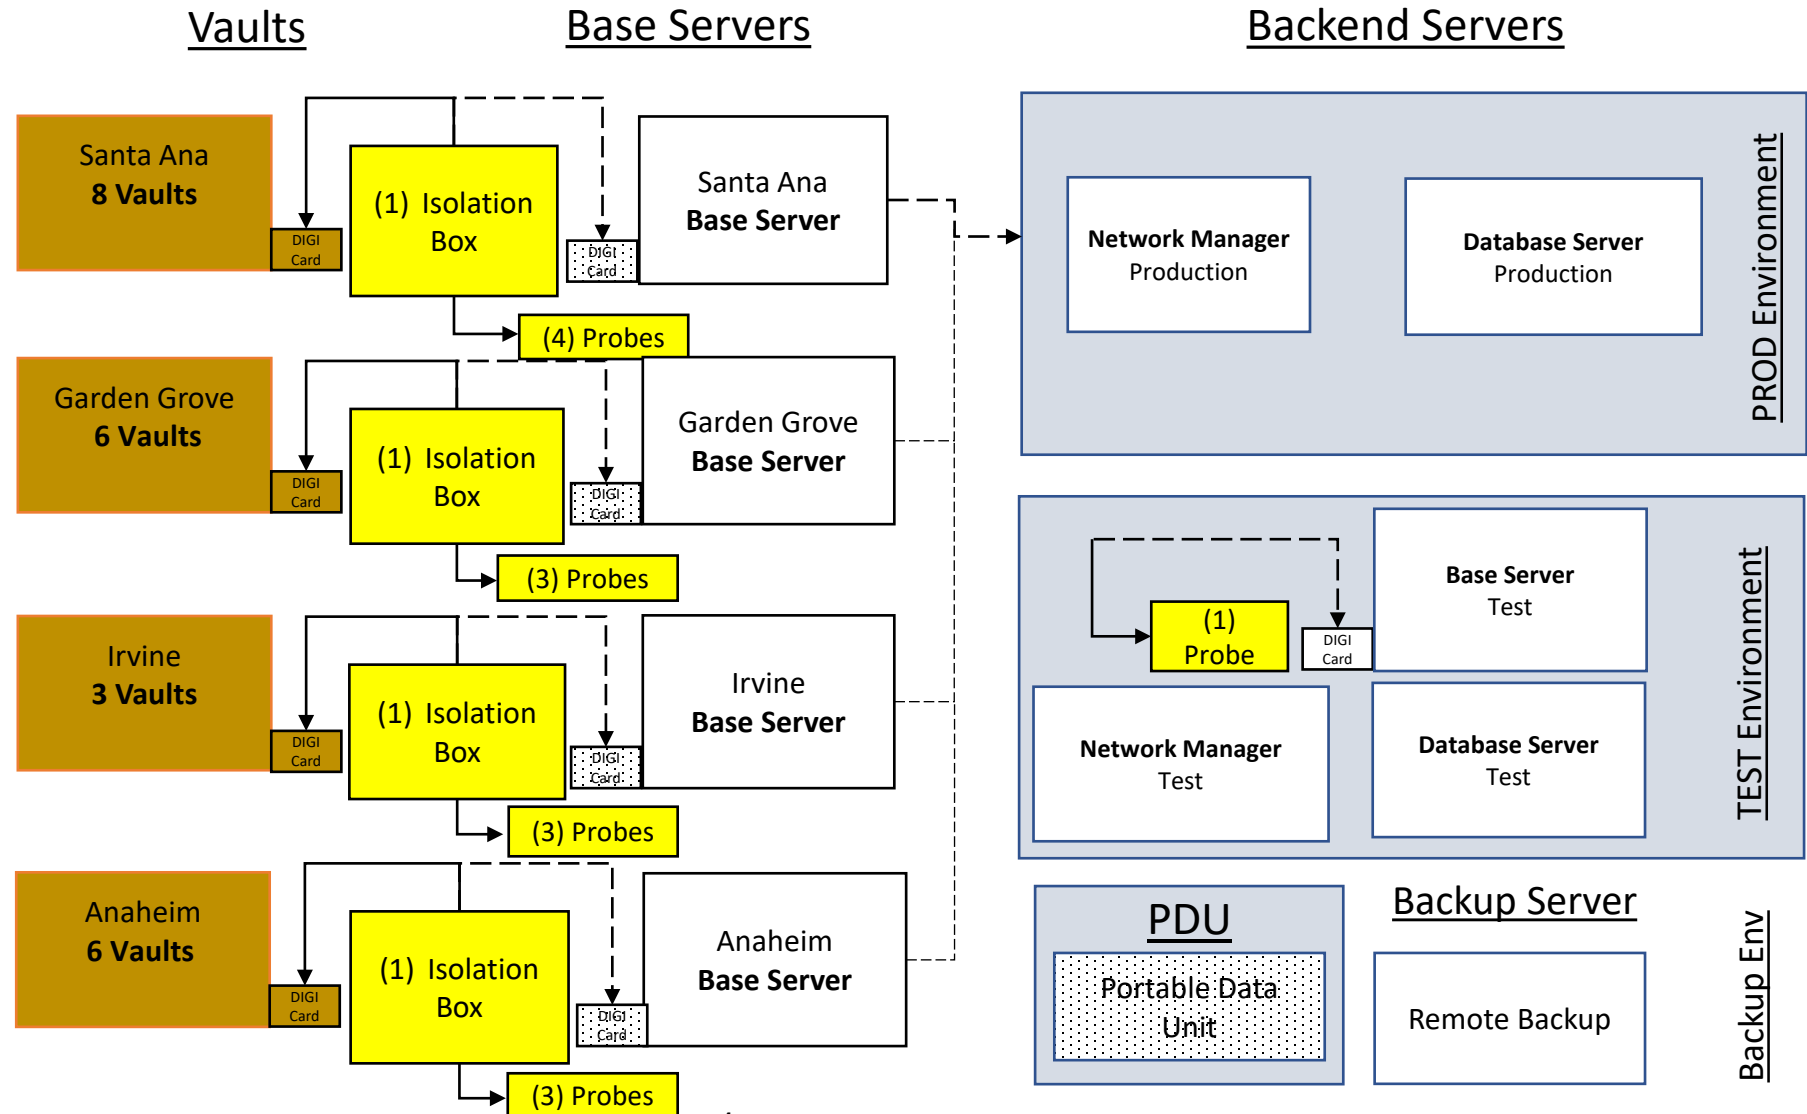 Vaults
Base Servers
Backend Servers
Santa Ana
8 Vaults
DIGI
Card
(1) Isolation
Box
DIGI
Card
Santa Ana
Base Server
(4) Probes
Garden Grove
6 Vaults
DIGI
Card
(1) Isolation
Box
DIGI
Card
Garden Grove
Base Server
(3) Probes
Irvine
3 Vaults
DIGI
Card
(1) Isolation
Box
DIGI
Card
Irvine
Base Server
(3) Probes
Anaheim
6 Vaults
DIGI
Card
(1) Isolation
Box
DIGI
Card
Anaheim
Base Server
(3) Probes
Network Manager
Production
Database Server
Production
PROD Environment
Base Server
Test
(1)
Probe
DIGI
Card
Network Manager
Test
Database Server
Test
TEST Environment
PDU
Portable Data
Unit
Backup Server
Remote Backup
Backup Env